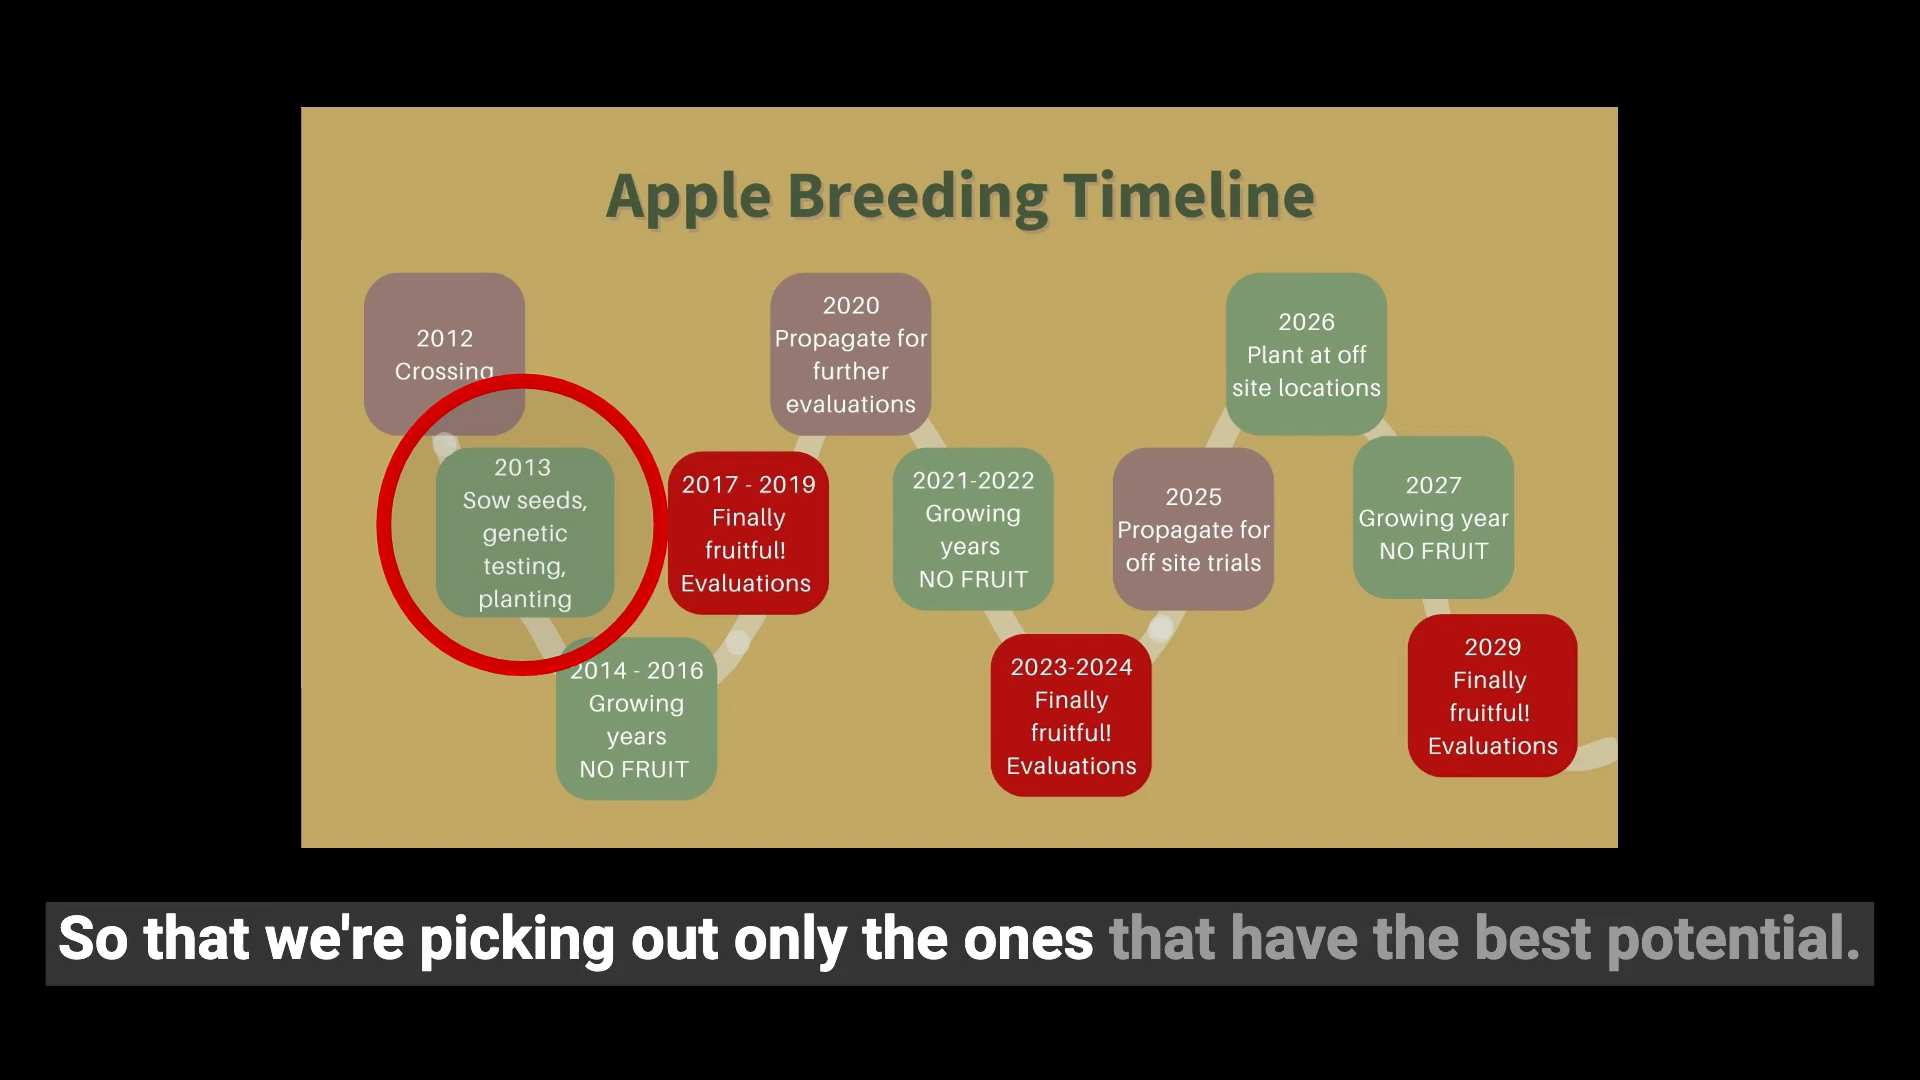 Apple Breeding Timeline
2012
Crossing
2013
Sow seeds,
genetic
testing,
planting
2014 - 2016
Growing
years
NO FRUIT
2017 - 2019
Finally
fruitful!
Evaluations
2020
Propagate for
further
evaluations
2021-2022
Growing
years
NO FRUIT
2023-2024
Finally
fruitful!
Evaluations
2025
Propagate for
off site trials
2026
Plant at off
site locations
2027
Growing year
NO FRUIT
2029
Finally
fruitful!
Evaluations
So that we're picking out only the ones that have the best potential.